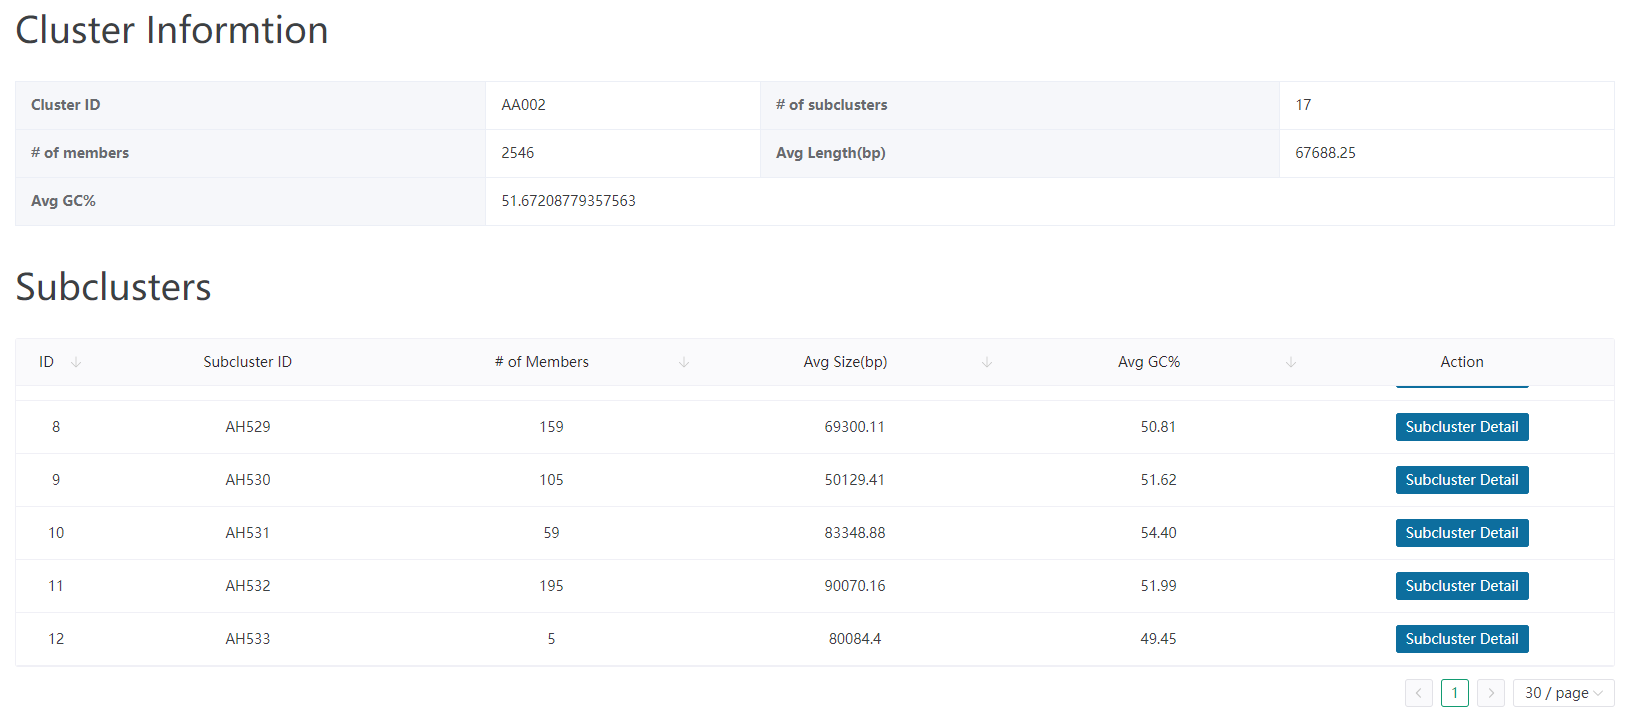 Cluster Informtion
Cluster ID AA002 # of subclusters 17
# of members 2546 Avg Length(bp) 67688.25
Avg GC% 51.67208779357563
Subclusters
ID Subcluster ID # of Members Avg Size(bp) Avg GC% Action
8 AH529 159 69300.11 50.81 Subcluster Detail
9 AH530 105 50129.41 51.62 Subcluster Detail
10 AH531 59 83348.88 54.40 Subcluster Detail
11 AH532 195 90070.16 51.99 Subcluster Detail
12 AH533 5 80084.4 49.45 Subcluster Detail
1 30 / page